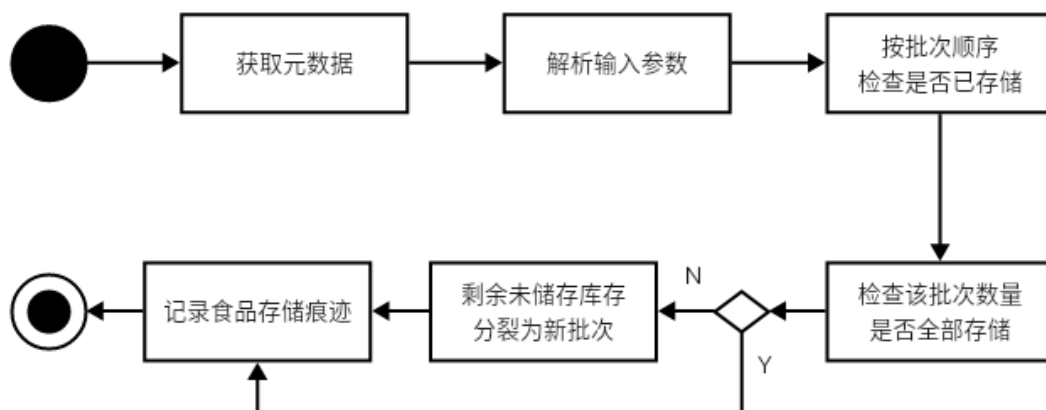 获取元数据
解析输入参数
按批次顺序
检查是否已存储
记录食品存储痕迹
剩余未储存库存
分裂为新批次
N
Y
检查该批次数量
是否全部存储